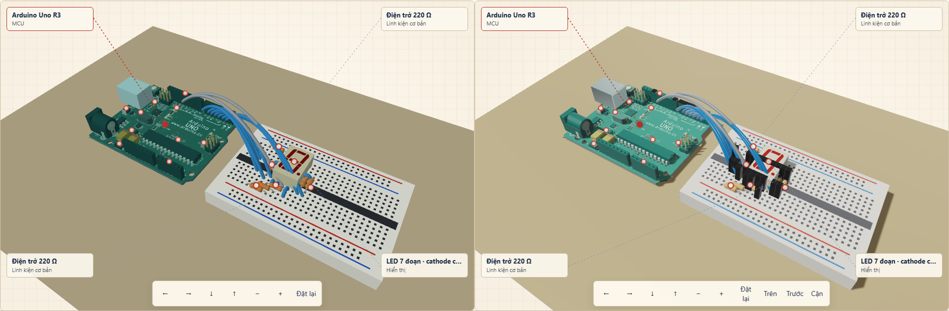 Arduino Uno R3
MCU
Điện trở 220 Ω
Linh kiện cơ bản
Điện trở 220 Ω
Linh kiện cơ bản
LED 7 đoạn · cathode c...
Hiển thị
← → ↓ ↑ − + Đặt lại
Arduino Uno R3
MCU
Điện trở 220 Ω
Linh kiện cơ bản
Điện trở 220 Ω
Linh kiện cơ bản
LED 7 đoạn · cathode c...
Hiển thị
← → ↓ ↑ − + Đặt lại Trên Trước Cận